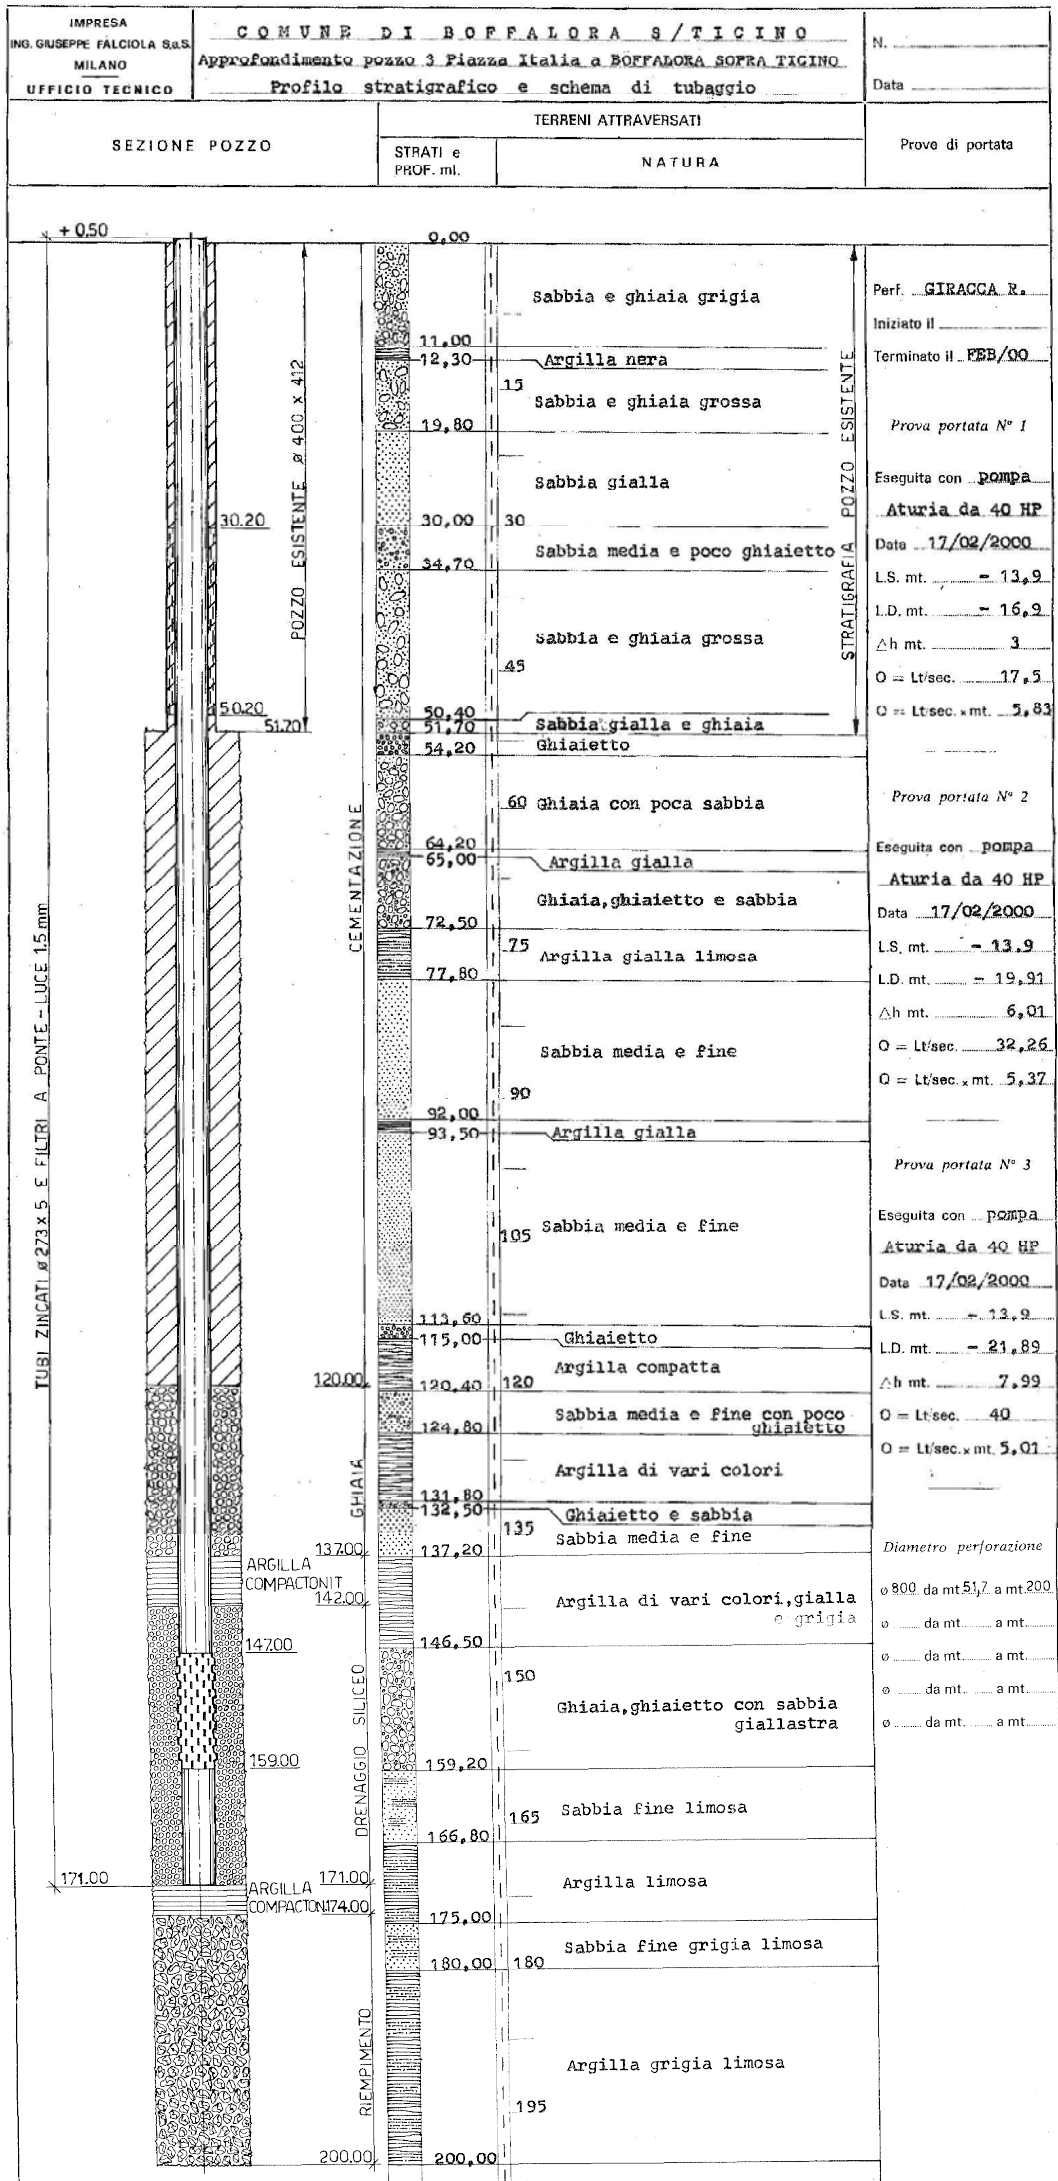 IMPRESA
ING. GIUSEPPE FALCIOLA S.a.S.
MILANO
UFFICIO TECNICO
COMUNE DI BOFFALORA S/TICINO
Approfondimento pozzo 3 Piazza Italia a BOFFALORA SOPRA TICINO
Profilo stratigrafico e schema di tubaggio
N.
Data
SEZIONE POZZO
TERRENI ATTRAVERSATI
STRATI e
PROF. ml.
NATURA
Prove di portata
+ 0.50
0,00
Sabbia e ghiaia grigia
11,00
12,30
Argilla nera
15
Sabbia e ghiaia grossa
19,80
Sabbia gialla
30.20
30,00
30
Sabbia media e poco ghiaietto
34,70
Sabbia e ghiaia grossa
45
50.20
50,40
51.70
51,70
Sabbia gialla e ghiaia
Ghiaietto
54,20
60
Ghiaia con poca sabbia
64,20
65,00
Argilla gialla
Ghiaia,ghiaietto e sabbia
72,50
75
Argilla gialla limosa
77,80
Sabbia media e fine
90
92,00
93,50
Argilla gialla
105
Sabbia media e fine
113,60
115,00
Ghiaietto
Argilla compatta
120.00
120,40
120
Sabbia media e fine con poco
ghiaietto
124,80
Argilla di vari colori
131,80
132,50
Ghiaietto e sabbia
135
Sabbia media e fine
137.00
137,20
ARGILLA
COMPACTONIT
142.00
Argilla di vari colori,gialla
e grigia
147.00
146,50
150
Ghiaia,ghiaietto con sabbia
giallastra
159.00
159,20
Sabbia fine limosa
165
166,80
171.00
171.00
Argilla limosa
ARGILLA
COMPACTON
174.00
175,00
Sabbia fine grigia limosa
180,00
180
Argilla grigia limosa
195
200.00
200,00
TUBI ZINCATI ø 273x5 E FILTRI A PONTE-LUCE 1.5 mm
POZZO ESISTENTE ø 400 x 412
STRATIGRAFIA POZZO ESISTENTE
CEMENTAZIONE
GHIAIA
DRENAGGIO SILICEO
RIEMPIMENTO
Perf. GIRACCA R.
Iniziato il
Terminato il FEB/00
Prova portata N° 1
Eseguita con pompa
Aturia da 40 HP
Data 17/02/2000
L.S. mt. - 13,9
L.D. mt. - 16,9
△h mt. 3
Q = Lt/sec. 17,5
Q = Lt/sec. x mt. 5,83
Prova portata N° 2
Eseguita con pompa
Aturia da 40 HP
Data 17/02/2000
L.S. mt. - 13.9
L.D. mt. - 19,91
△h mt. 6,01
Q = Lt/sec. 32,26
Q = Lt/sec. x mt. 5,37
Prova portata N° 3
Eseguita con pompa
Aturia da 40 HP
Data 17/02/2000
L.S. mt. - 13,9
L.D. mt. - 21,89
△h mt. 7,99
Q = Lt/sec. 40
Q = Lt/sec. x mt. 5,01
Diametro perforazione
ø 800 da mt. 51,7 a mt. 200
ø da mt. a mt.
ø da mt. a mt.
ø da mt. a mt.
ø da mt. a mt.